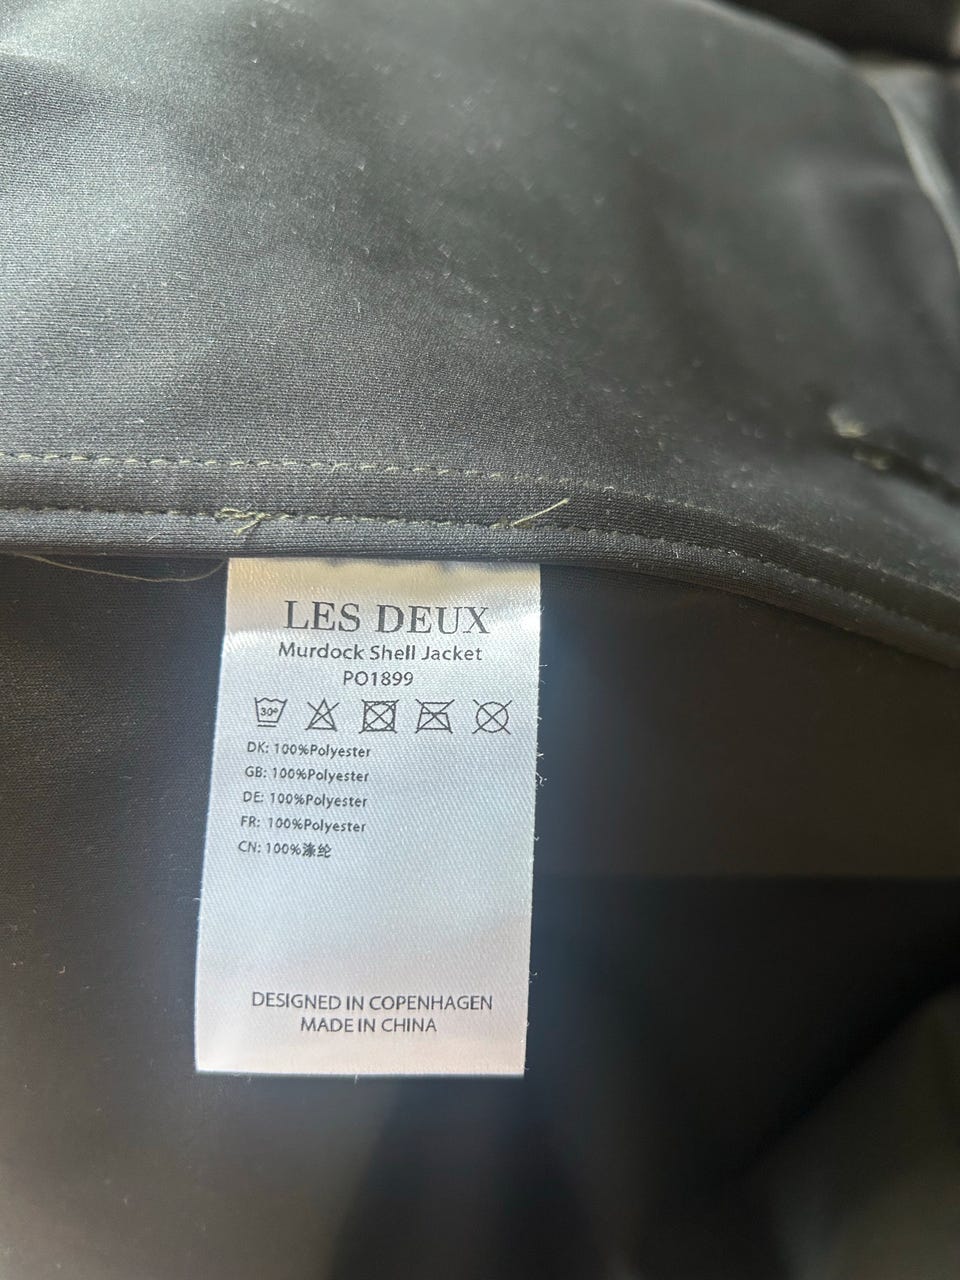 LES DEUX
Murdock Shell Jacket
PO1899
30°
DK: 100%Polyester
GB: 100%Polyester
DE: 100%Polyester
FR: 100%Polyester
CN: 100%涤纶
DESIGNED IN COPENHAGEN
MADE IN CHINA